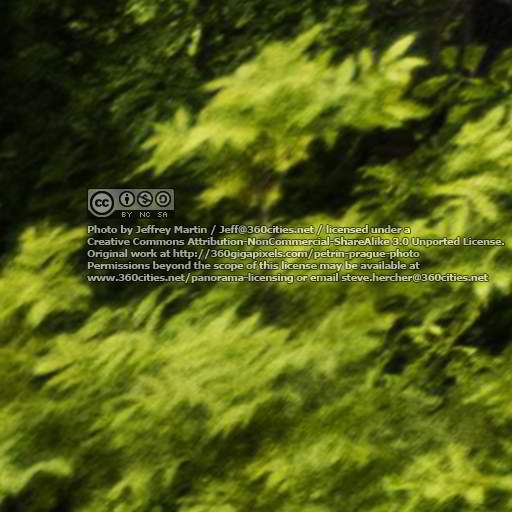 cc BY NC SA
Photo by Jeffrey Martin / Jeff@360cities.net / licensed under a
Creative Commons Attribution-NonCommercial-ShareAlike 3.0 Unported License.
Original work at http://360gigapixels.com/petrin-prague-photo
Permissions beyond the scope of this license may be available at
www.360cities.net/panorama-licensing or email steve.hercher@360cities.net